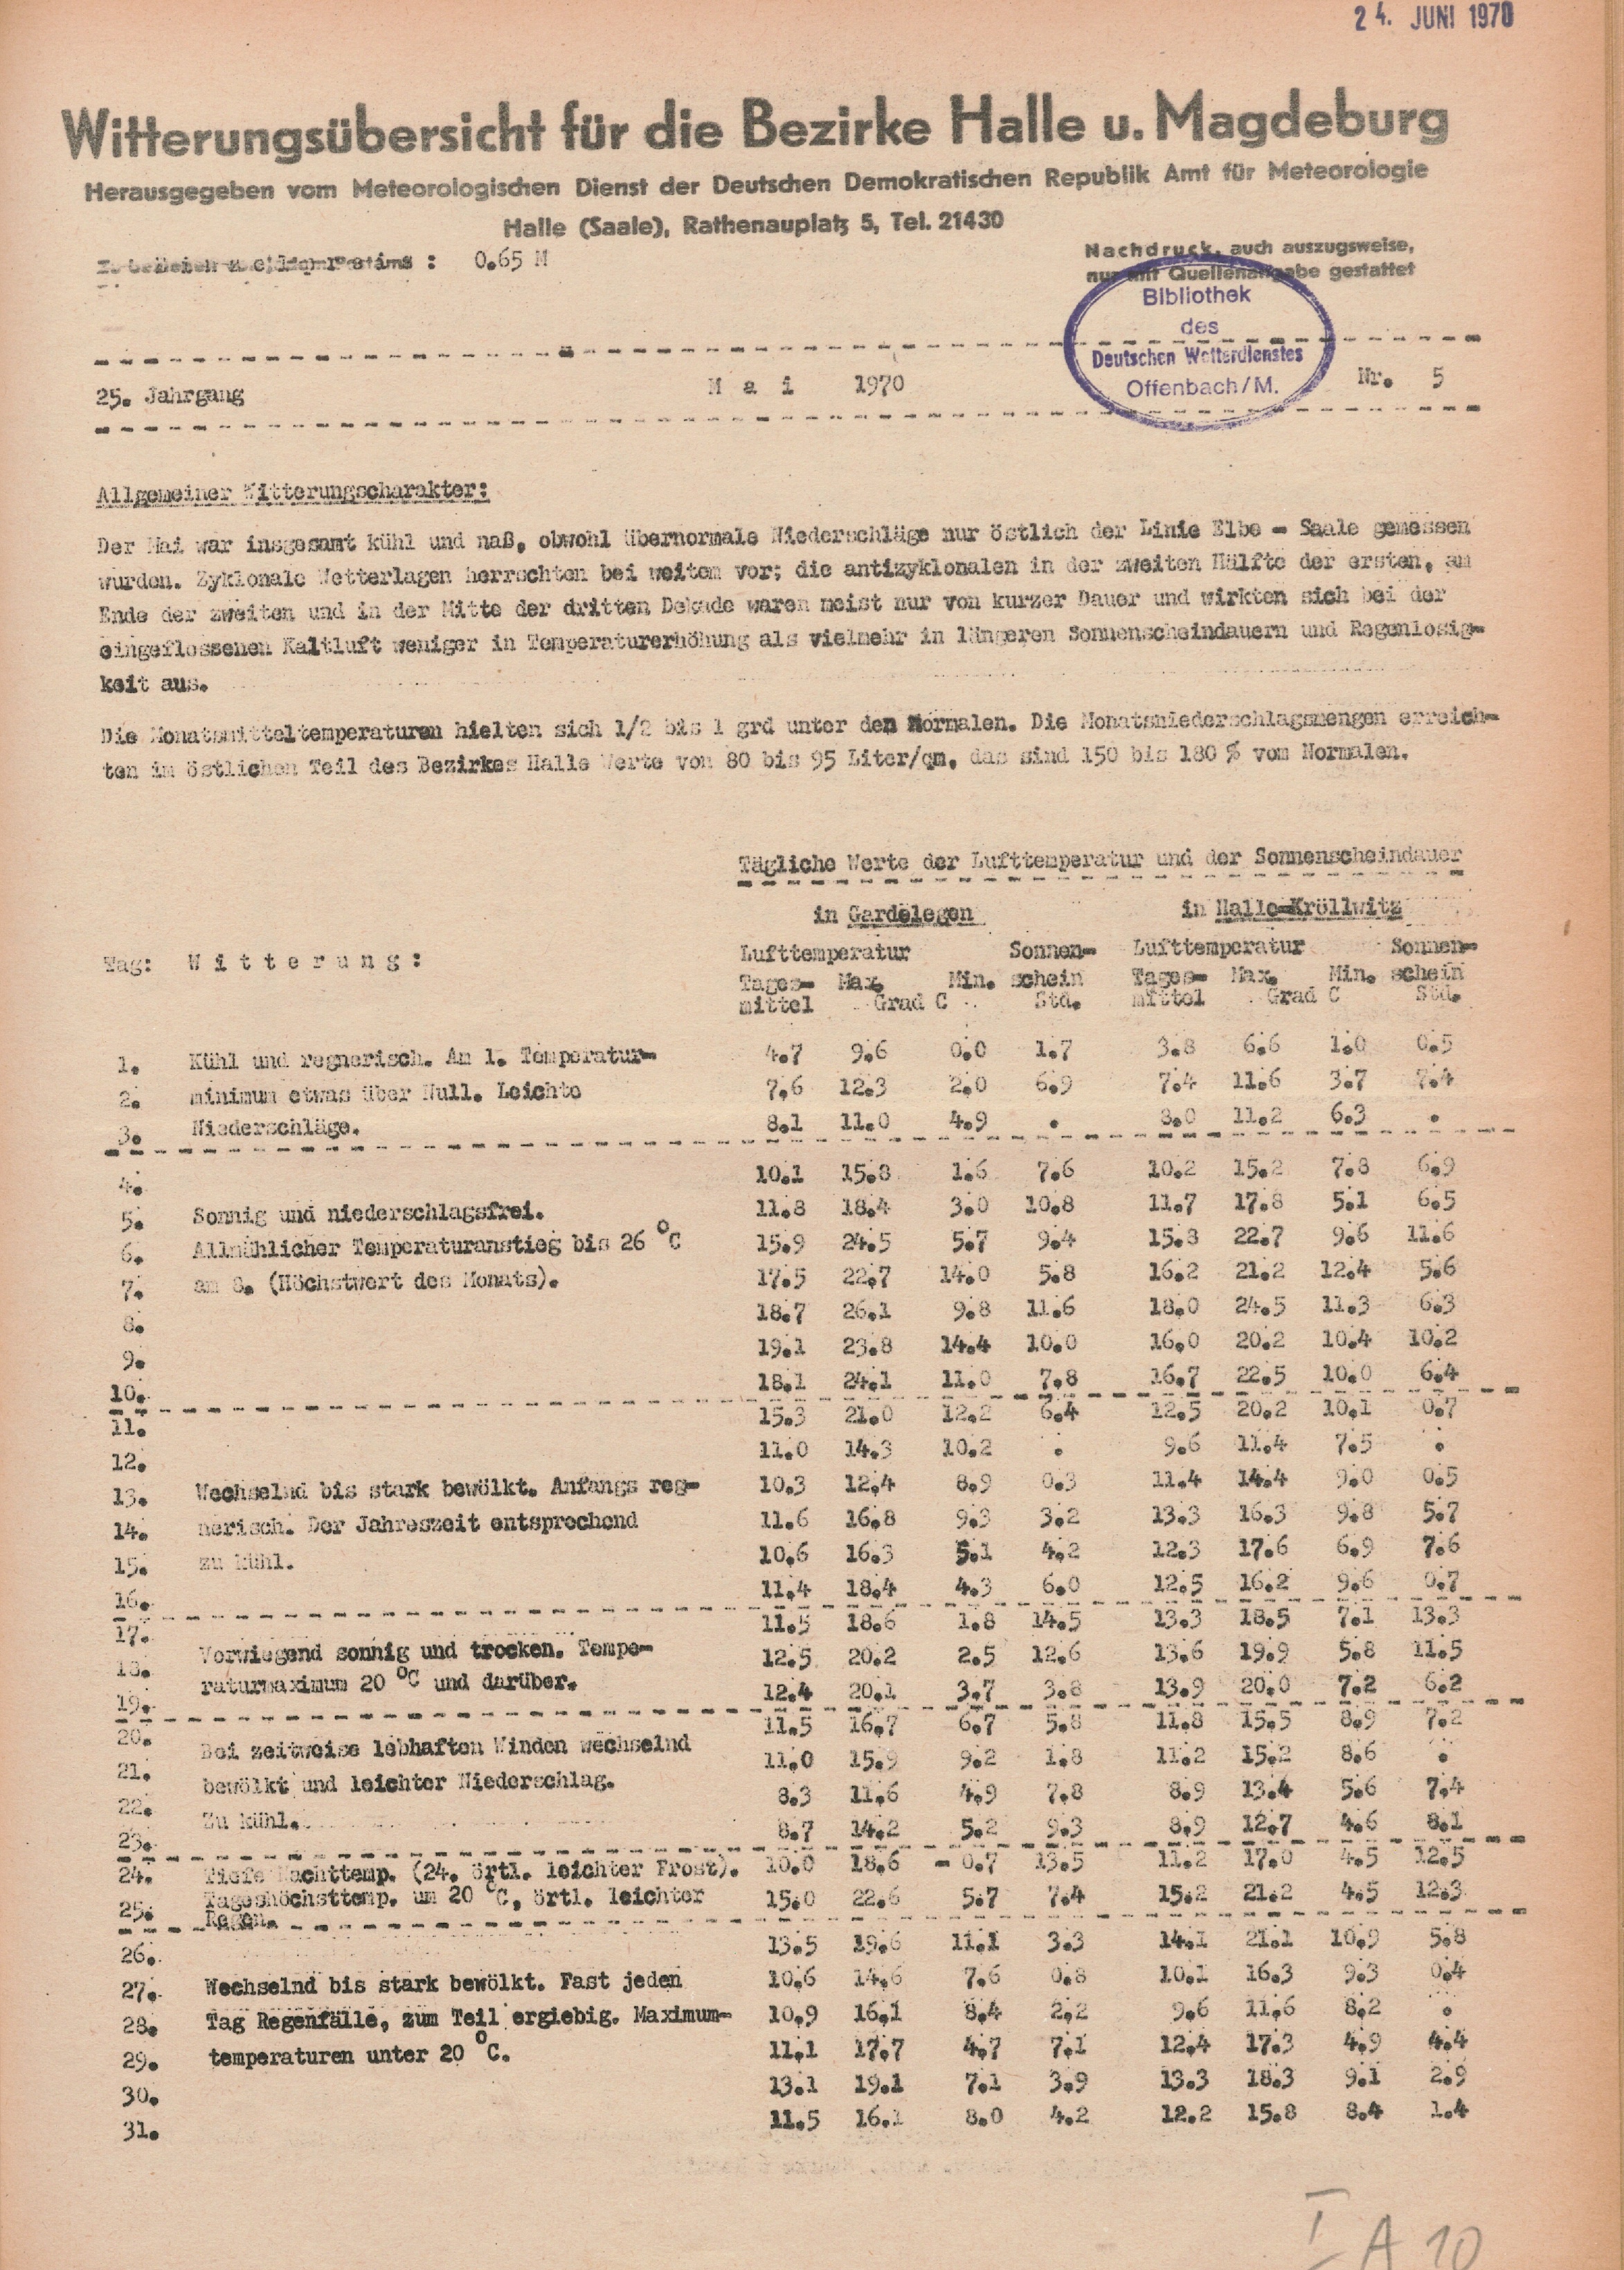 24. JUNI 1970
Witterungsübersicht für die Bezirke Halle u. Magdeburg
Herausgegeben vom Meteorologischen Dienst der Deutschen Demokratischen Republik Amt für Meteorologie
Halle (Saale), Rathenauplatz 5, Tel. 21430
: 0.65 M
Nachdruck, auch auszugsweise,
nur mit Quellenangabe gestattet
Bibliothek
des
Deutschen Wetterdienstes
Offenbach/M.
25. Jahrgang M a i 1970 Nr. 5
Allgemeiner Witterungscharakter:
Der Mai war insgesamt kühl und naß, obwohl übernormale Niederschläge nur östlich der Linie Elbe - Saale gemessen
wurden. Zyklonale Wetterlagen herrschten bei weitem vor; die antizyklonalen in der zweiten Hälfte der ersten, am
Ende der zweiten und in der Mitte der dritten Dekade waren meist nur von kurzer Dauer und wirkten sich bei der
eingeflossenen Kaltluft weniger in Temperaturerhöhung als vielmehr in längeren Sonnenscheindauern und Regenlosig-
keit aus.
Die Monatsmitteltemperaturen hielten sich 1/2 bis 1 grd unter den Normalen. Die Monatsniederschlagsmengen erreich-
ten im östlichen Teil des Bezirkes Halle Werte von 80 bis 95 Liter/qm, das sind 150 bis 180 % vom Normalen.
Tägliche Werte der Lufttemperatur und der Sonnenscheindauer
in Gardelegen in Halle-Kröllwitz
Lufttemperatur Sonnen- Lufttemperatur Sonnen-
Tag: W i t t e r u n g : Tages- Max. Min. schein Tages- Max. Min. schein
mittel Grad C Std. mittel Grad C Std.
1. Kühl und regnerisch. Am 1. Temperatur- 4.7 9.6 0.0 1.7 3.8 6.6 1.0 0.5
2. minimum etwas über Null. Leichte 7.6 12.3 2.0 6.9 7.4 11.6 3.7 7.4
3. Niederschläge. 8.1 11.0 4.9 . 8.0 11.2 6.3 .
4. 10.1 15.8 1.6 7.6 10.2 15.2 7.8 6.9
5. Sonnig und niederschlagsfrei. 11.8 18.4 3.0 10.8 11.7 17.8 5.1 6.5
6. Allmählicher Temperaturanstieg bis 26 °C 15.9 24.5 5.7 9.4 15.8 22.7 9.6 11.6
7. am 8. (Höchstwert des Monats). 17.5 22.7 14.0 5.8 16.2 21.2 12.4 5.6
8. 18.7 26.1 9.8 11.6 18.0 24.5 11.3 6.3
9. 19.1 23.8 14.4 10.0 16.0 20.2 10.4 10.2
10. 18.1 24.1 11.0 7.8 16.7 22.5 10.0 6.4
11. 15.3 21.0 12.2 6.4 12.5 20.2 10.1 0.7
12. 11.0 14.3 10.2 . 9.6 11.4 7.5 .
13. Wechselnd bis stark bewölkt. Anfangs reg- 10.3 12.4 8.9 0.3 11.4 14.4 9.0 0.5
14. nerisch. Der Jahreszeit entsprechend 11.6 16.8 9.3 3.2 13.3 16.3 9.8 5.7
15. zu kühl. 10.6 16.3 5.1 4.2 12.3 17.6 6.9 7.6
16. 11.4 18.4 4.3 6.0 12.5 16.2 9.6 0.7
17. 11.5 18.6 1.8 14.5 13.3 18.5 7.1 13.3
18. Vorwiegend sonnig und trocken. Tempe- 12.5 20.2 2.5 12.6 13.6 19.9 5.8 11.5
19. raturmaximum 20 °C und darüber. 12.4 20.1 3.7 3.8 13.9 20.0 7.2 6.2
20. 11.5 16.7 6.7 5.8 11.8 15.5 8.9 7.2
21. Bei zeitweise lebhaften Winden wechselnd 11.0 15.9 9.2 1.8 11.2 15.2 8.6 .
22. bewölkt und leichter Niederschlag. 8.3 11.6 4.9 7.8 8.9 13.4 5.6 7.4
23. Zu kühl. 8.7 14.2 5.2 9.3 8.9 12.7 4.6 8.1
24. Tiefe Nachttemp. (24. örtl. leichter Frost). 10.0 18.6 - 0.7 13.5 11.2 17.0 4.5 12.5
25. Tageshöchsttemp. um 20 °C, örtl. leichter 15.0 22.6 5.7 7.4 15.2 21.2 4.5 12.3
Regen.
26. 13.5 19.6 11.1 3.3 14.1 21.1 10.9 5.8
27. Wechselnd bis stark bewölkt. Fast jeden 10.6 14.6 7.6 0.8 10.1 16.3 9.3 0.4
28. Tag Regenfälle, zum Teil ergiebig. Maximum- 10.9 16.1 8.4 2.2 9.6 11.6 8.2 .
29. temperaturen unter 20 °C. 11.1 17.7 4.7 7.1 12.4 17.3 4.9 4.4
30. 13.1 19.1 7.1 3.9 13.3 18.3 9.1 2.9
31. 11.5 16.1 8.0 4.2 12.2 15.8 8.4 1.4
I A 10